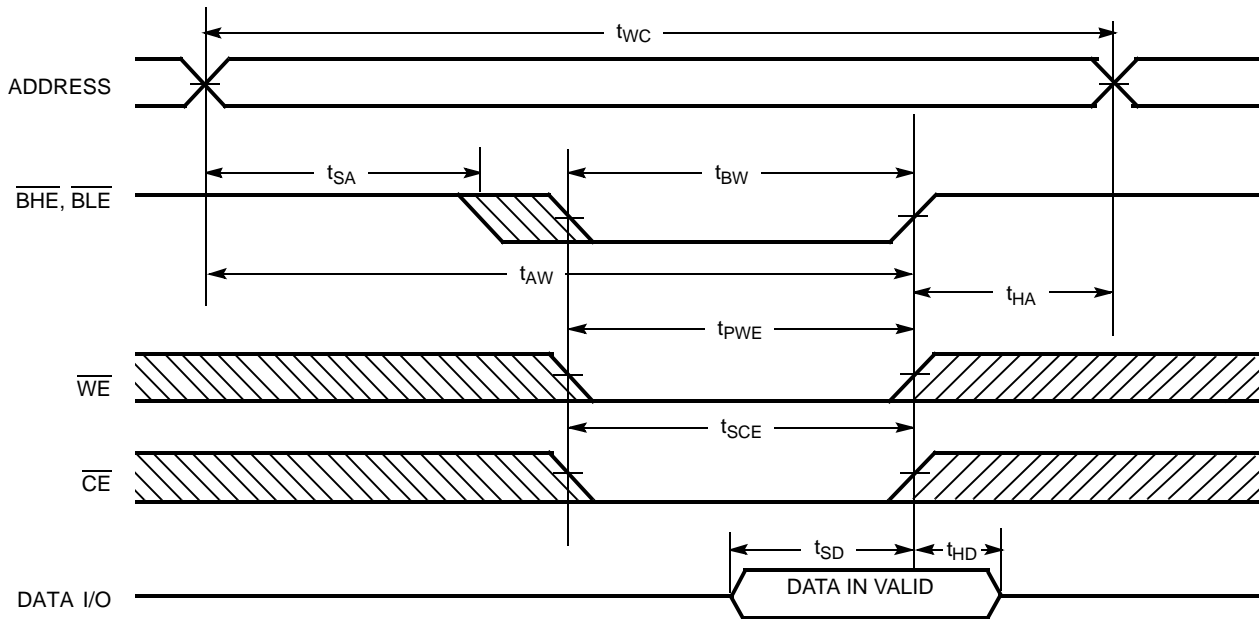 tWC
ADDRESS
tSA
tBW
BHE, BLE
tAW
tHA
tPWE
WE
tSCE
CE
tSD
tHD
DATA I/O
DATA IN VALID